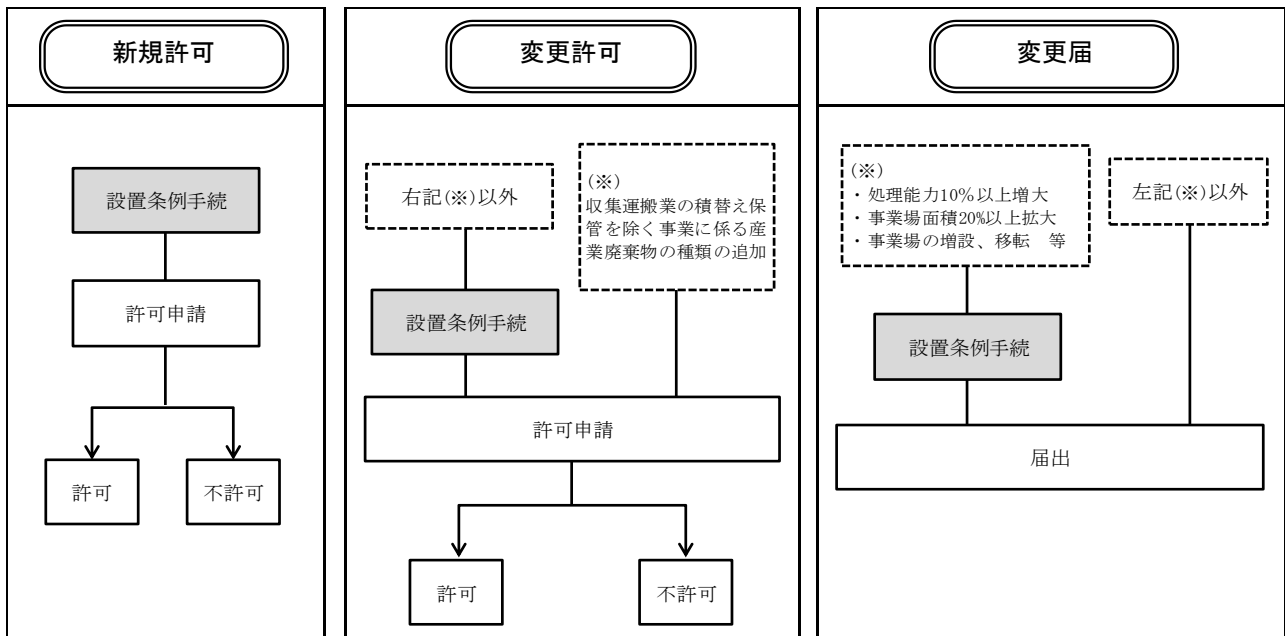 新規許可
設置条例手続
許可申請
許可
不許可
変更許可
右記(※)以外
(※)
収集運搬業の積替え保
管を除く事業に係る産
業廃棄物の種類の追加
設置条例手続
許可申請
許可
不許可
変更届
(※)
・処理能力10％以上増大
・事業場面積20%以上拡大
・事業場の増設、移転　等
左記(※)以外
設置条例手続
届出